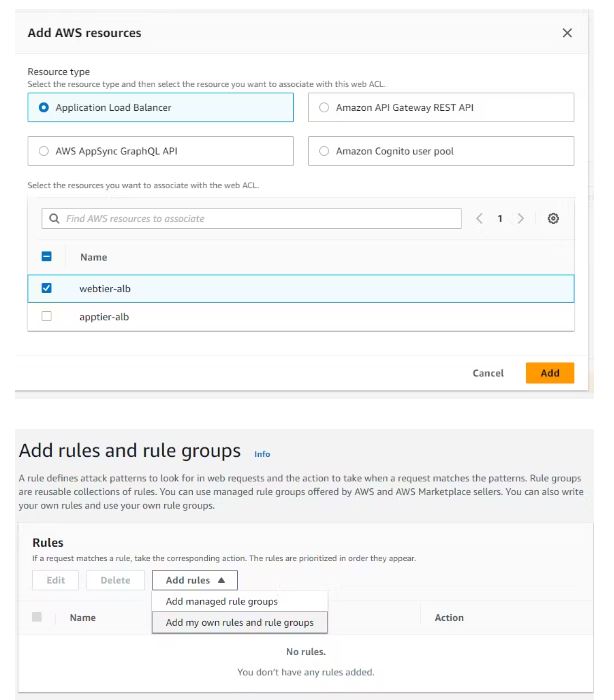 Add AWS resources
Resource type
Select the resource type and then select the resource you want to associate with this web ACL.
Application Load Balancer
Amazon API Gateway REST API
AWS AppSync GraphQL API
Amazon Cognito user pool
Select the resources you want to associate with the web ACL.
Find AWS resources to associate
1
Name
webtier-alb
apptier-alb
Cancel
Add
Add rules and rule groups
Info
A rule defines attack patterns to look for in web requests and the action to take when a request matches the patterns. Rule groups
are reusable collections of rules. You can use managed rule groups offered by AWS and AWS Marketplace sellers. You can also write
your own rules and use your own rule groups.
Rules
If a request matches a rule, take the corresponding action. The rules are prioritized in order they appear.
Edit
Delete
Add rules
Add managed rule groups
Name
Add my own rules and rule groups
Action
No rules.
You don't have any rules added.